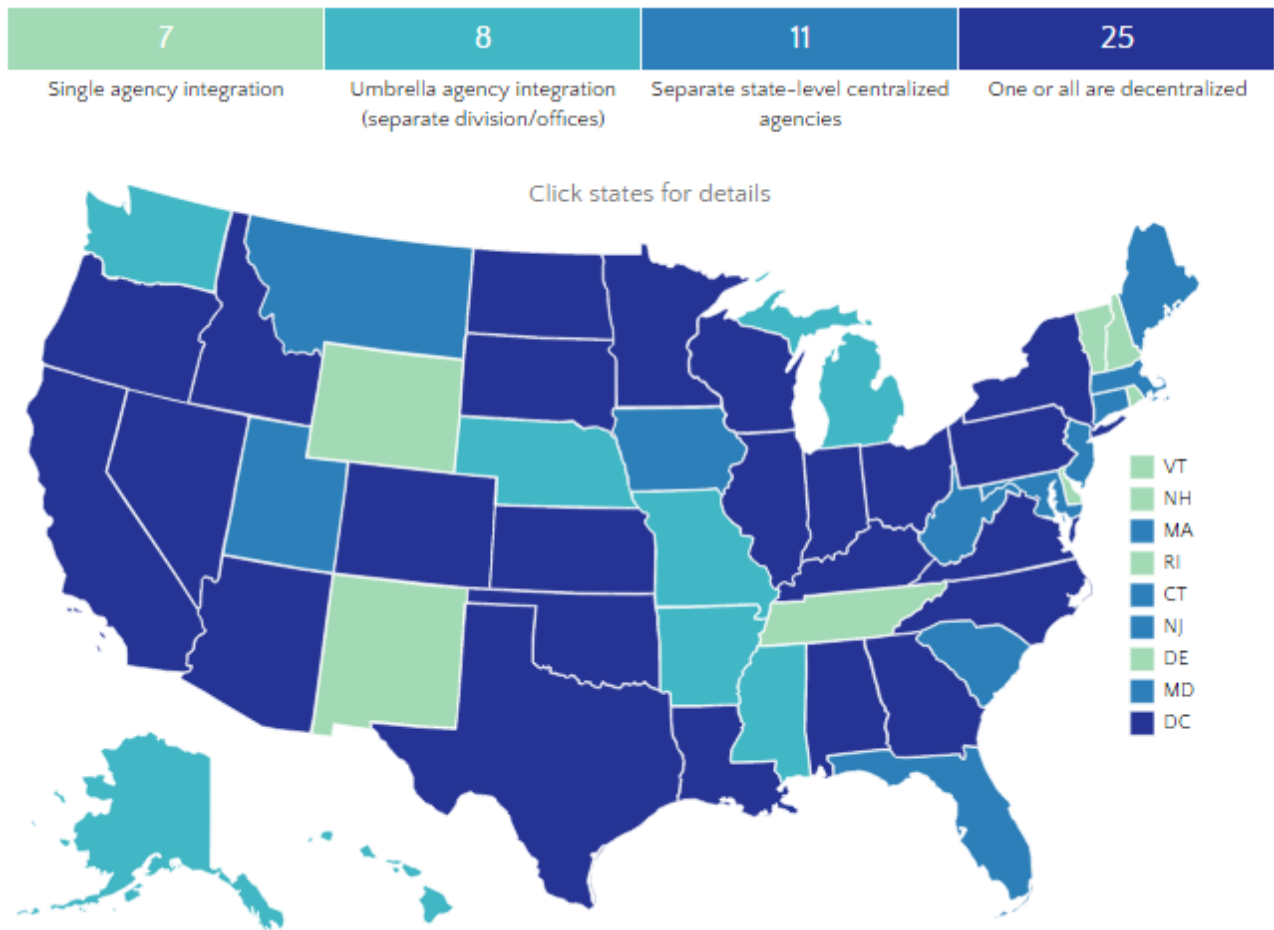 7
8
11
25
Single agency integration
Umbrella agency integration
(separate division/offices)
Separate state-level centralized
agencies
One or all are decentralized
Click states for details
VT
NH
MA
RI
CT
NJ
DE
MD
DC